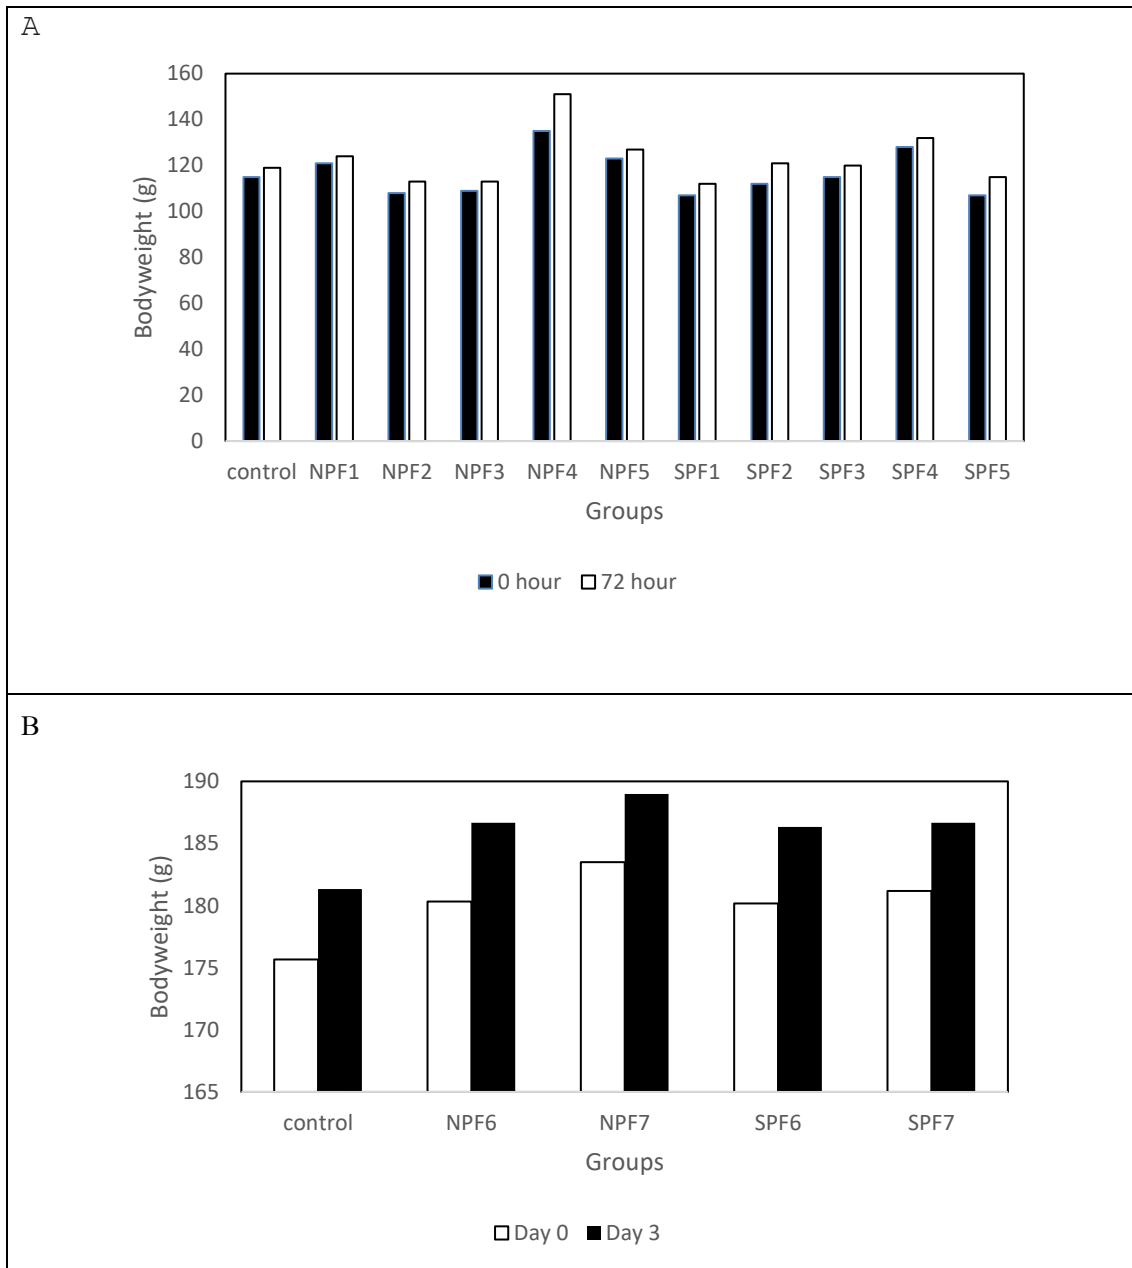 A
160
140
120
100
80
60
40
20
0
Bodyweight (g)
control NPF1 NPF2 NPF3 NPF4 NPF5 SPF1 SPF2 SPF3 SPF4 SPF5
Groups
0 hour 72 hour
B
190
185
180
175
170
165
Bodyweight (g)
control NPF6 NPF7 SPF6 SPF7
Groups
Day 0 Day 3